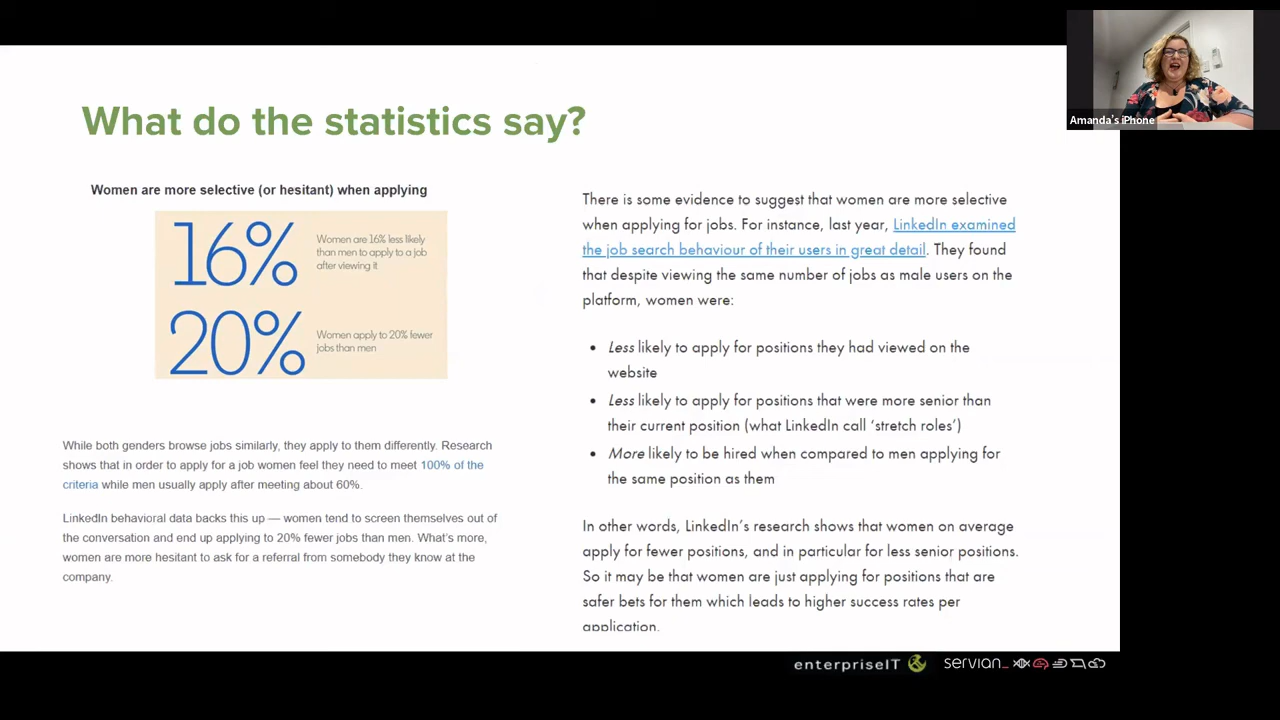 What do the statistics say?
Women are more selective (or hesitant) when applying
16%
Women are 16% less likely
than men to apply to a job
after viewing it
20%
Women apply to 20% fewer
jobs than men
While both genders browse jobs similarly, they apply to them differently. Research
shows that in order to apply for a job women feel they need to meet 100% of the
criteria while men usually apply after meeting about 60%.
LinkedIn behavioral data backs this up — women tend to screen themselves out of
the conversation and end up applying to 20% fewer jobs than men. What's more,
women are more hesitant to ask for a referral from somebody they know at the
company.
There is some evidence to suggest that women are more selective
when applying for jobs. For instance, last year, LinkedIn examined
the job search behaviour of their users in great detail. They found
that despite viewing the same number of jobs as male users on the
platform, women were:
• Less likely to apply for positions they had viewed on the
website
• Less likely to apply for positions that were more senior than
their current position (what LinkedIn call ‘stretch roles’)
• More likely to be hired when compared to men applying for
the same position as them
In other words, LinkedIn’s research shows that women on average
apply for fewer positions, and in particular for less senior positions.
So it may be that women are just applying for positions that are
safer bets for them which leads to higher success rates per
application.
Amanda's iPhone
enterpriseIT
servian_